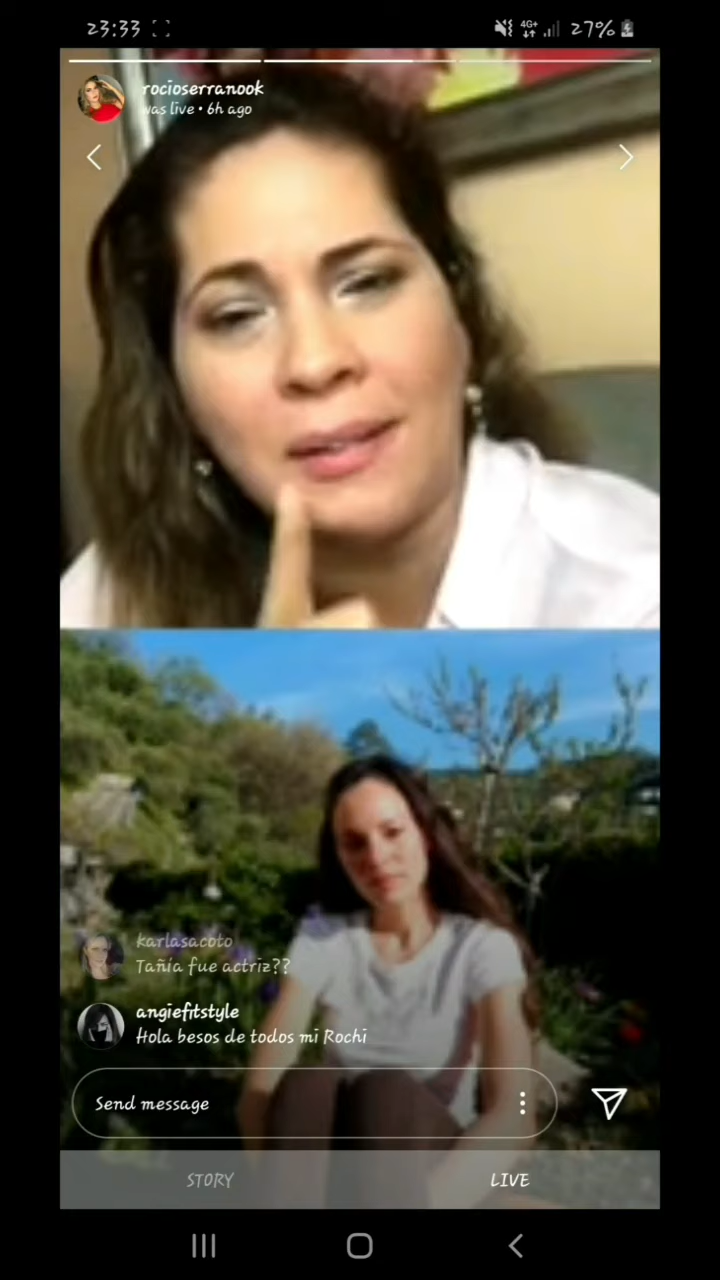 23:33
4G+
27%
rocioserranook
was live • 6h ago
karlasacoto
Tañia fue actriz??
angiefitstyle
Hola besos de todos mi Rochi
Send message
STORY
LIVE